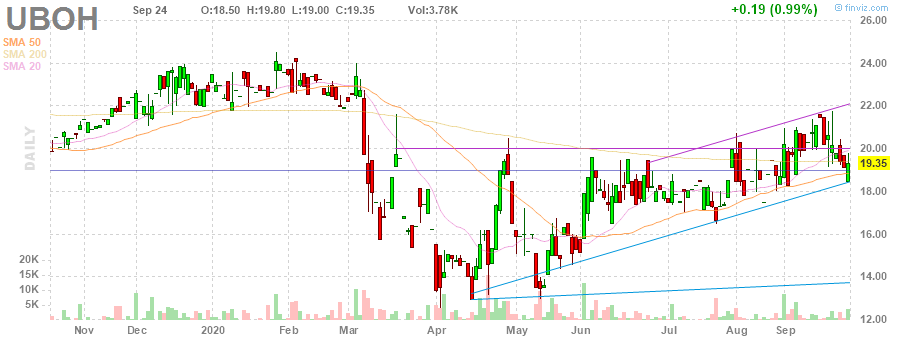 UBOH Sep 24 O:18.50 H:19.80 L:19.00 C:19.35 Vol:3.78K +0.19 (0.99%) © finviz.com
SMA 50
SMA 200
SMA 20
DAILY
26.00
24.00
22.00
20.00
19.35
18.00
16.00
14.00
12.00
20K
15K
10K
5K
Nov Dec 2020 Feb Mar Apr May Jun Jul Aug Sep